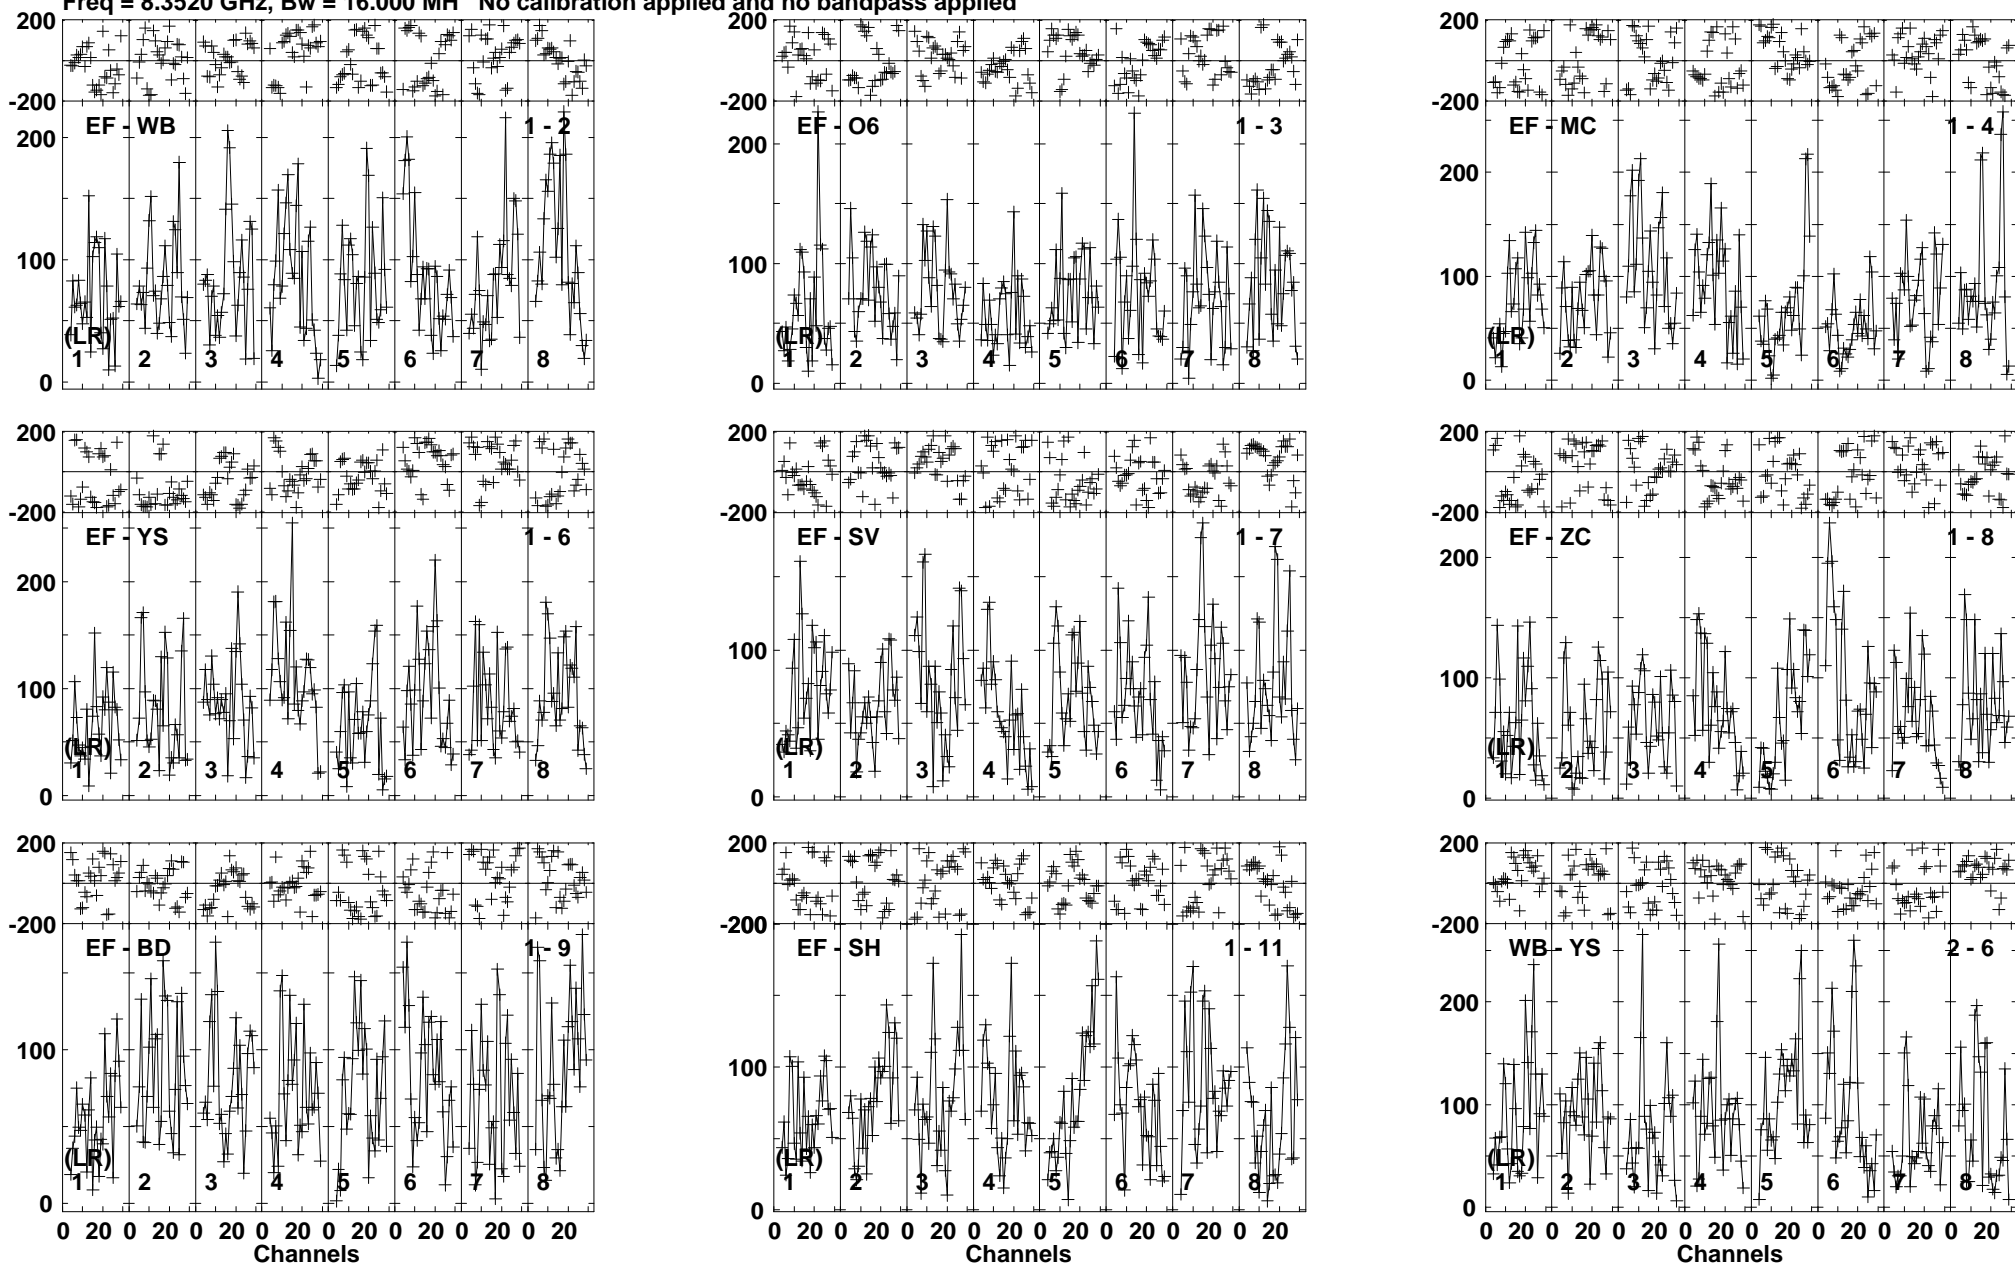 Freq = 8.3520 GHz, Bw = 16.000 MH No calibration applied and no bandpass applied
200 200 200
-200 -200 -200
EF - WB 1 - 2 EF - O6 1 - 3 EF - MC 1 - 4
200 200 200
100 100 100
(LR) (LR) (LR)
1 2 3 4 5 6 7 8 1 2 3 4 5 6 7 8 1 2 3 4 5 6 7 8
0 0 0
200 200 200
-200 -200 -200
EF - YS 1 - 6 EF - SV 1 - 7 EF - ZC 1 - 8
200 200
100 100 100
(LR) (LR) (LR)
1 2 3 4 5 6 7 8 1 2 3 4 5 6 7 8 1 2 3 4 5 6 7 8
0 0 0
200 200 200
-200 -200 -200
EF - BD 1 - 9 EF - SH 1 - 11 WB - YS 2 - 6
200
100 100 100
(LR) (LR) (LR)
1 2 3 4 5 6 7 8 1 2 3 4 5 6 7 8 1 2 3 4 5 6 7 8
0 0 0
0 20 0 20 0 20 0 20 0 20 0 20 0 20 0 20 0 20 0 20 0 20 0 20 0 20 0 20 0 20 0 20 0 20 0 20 0 20 0 20 0 20 0 20 0 20 0 20
Channels Channels Channels